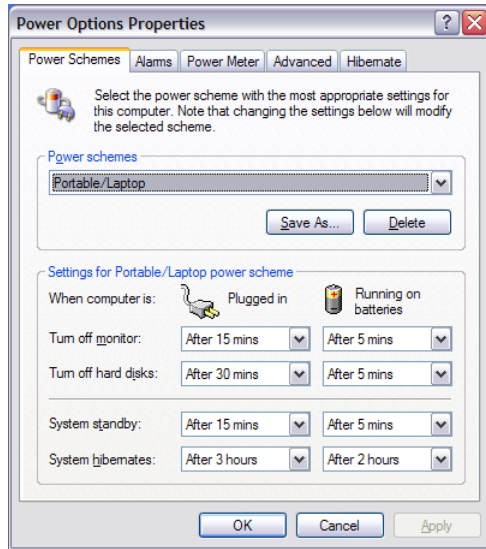 Power Options Properties
Power Schemes Alarms Power Meter Advanced Hibernate
Select the power scheme with the most appropriate settings for
this computer. Note that changing the settings below will modify
the selected scheme.
Power schemes
Portable/Laptop
Save As... Delete
Settings for Portable/Laptop power scheme
When computer is: Plugged in Running on
batteries
Turn off monitor: After 15 mins After 5 mins
Turn off hard disks: After 30 mins After 5 mins
System standby: After 15 mins After 5 mins
System hibernates: After 3 hours After 2 hours
OK Cancel Apply